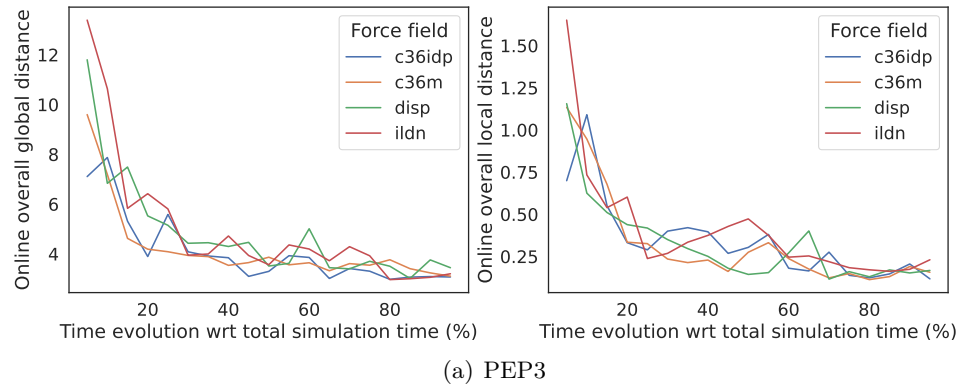 Online overall global distance
12
10
8
6
4
Force field
c36idp
c36m
disp
ildn
20
40
60
80
Time evolution wrt total simulation time (%)
Online overall local distance
1.50
1.25
1.00
0.75
0.50
0.25
Force field
c36idp
c36m
disp
ildn
20
40
60
80
Time evolution wrt total simulation time (%)
(a) PEP3